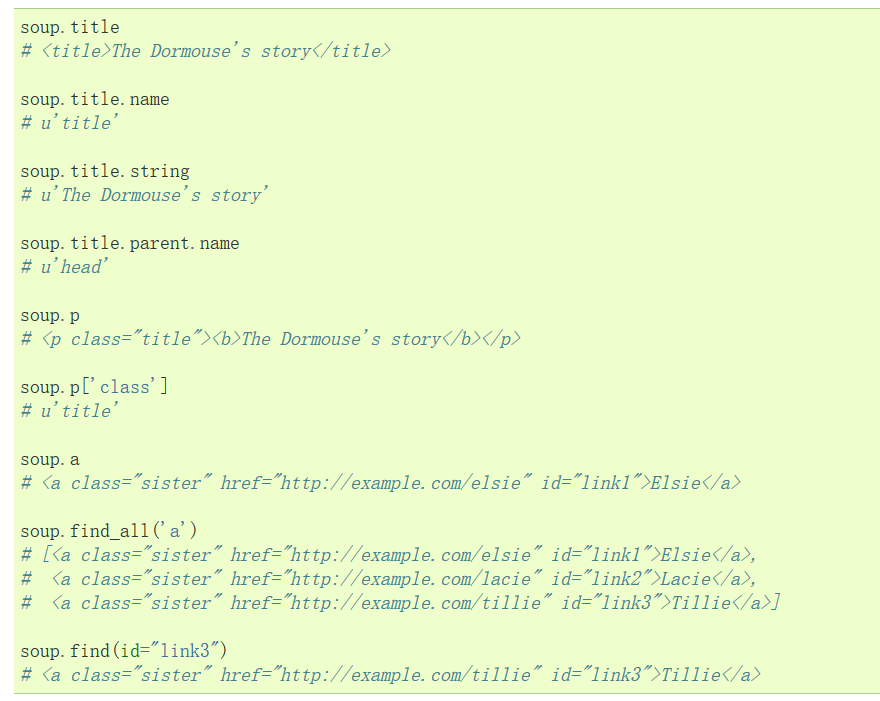 soup.title
# <title>The Dormouse's story</title>
soup.title.name
# u'title'
soup.title.string
# u'The Dormouse's story'
soup.title.parent.name
# u'head'
soup.p
# <p class="title"><b>The Dormouse's story</b></p>
soup.p['class']
# u'title'
soup.a
# <a class="sister" href="http://example.com/elsie" id="link1">Elsie</a>
soup.find_all('a')
# [<a class="sister" href="http://example.com/elsie" id="link1">Elsie</a>,
#  <a class="sister" href="http://example.com/lacie" id="link2">Lacie</a>,
#  <a class="sister" href="http://example.com/tillie" id="link3">Tillie</a>]
soup.find(id="link3")
# <a class="sister" href="http://example.com/tillie" id="link3">Tillie</a>